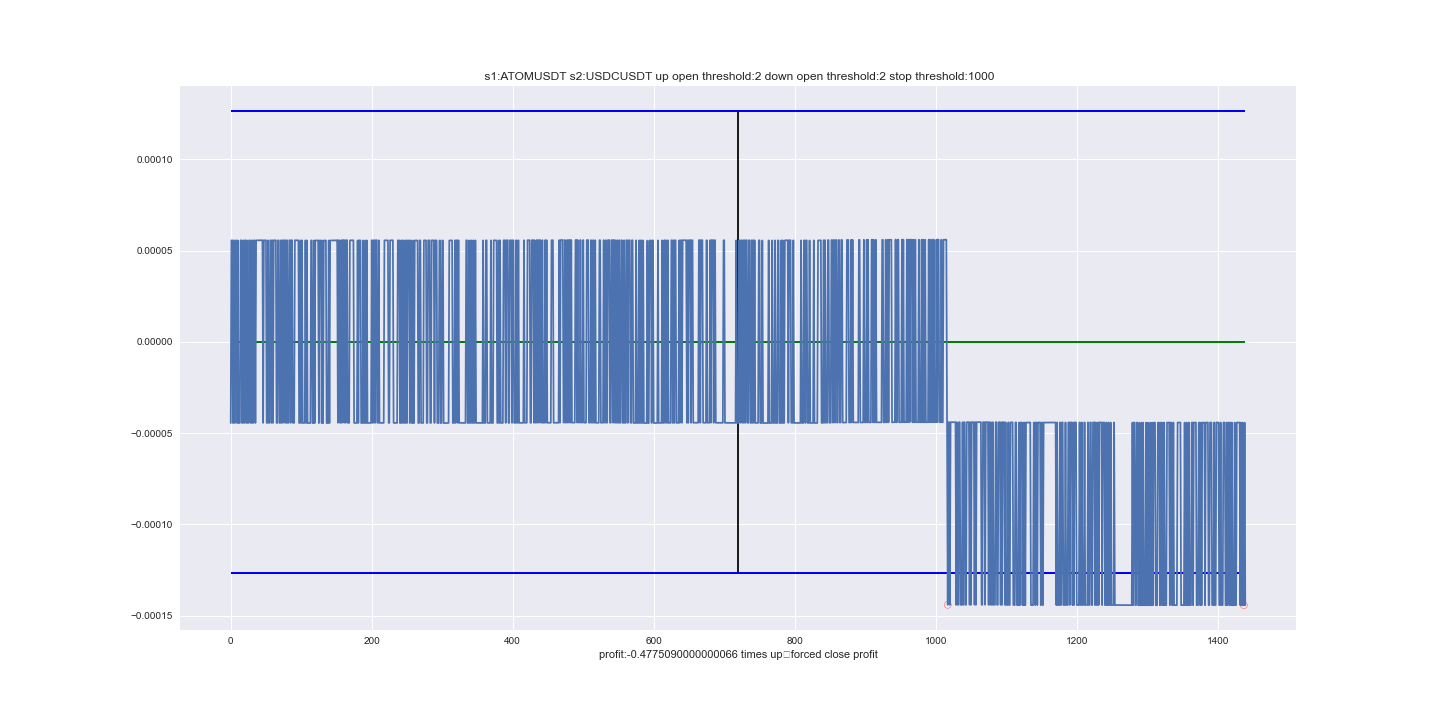 s1:ATOMUSDT s2:USDCUSDT up open threshold:2 down open threshold:2 stop threshold:1000
0.00010
0.00005
0.00000
−0.00005
−0.00010
−0.00015
0 200 400 600 800 1000 1200 1400
profit:-0.4775090000000066 times up□forced close profit